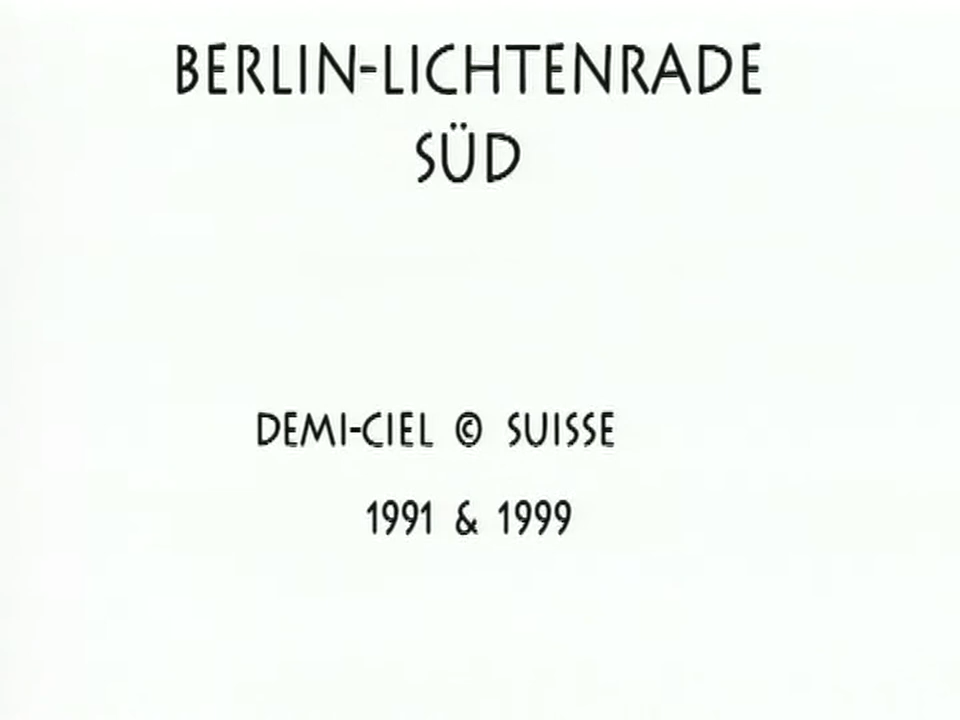 BERLIN-LICHTENRADE
SÜD
DEMI-CIEL © SUISSE
1991 & 1999